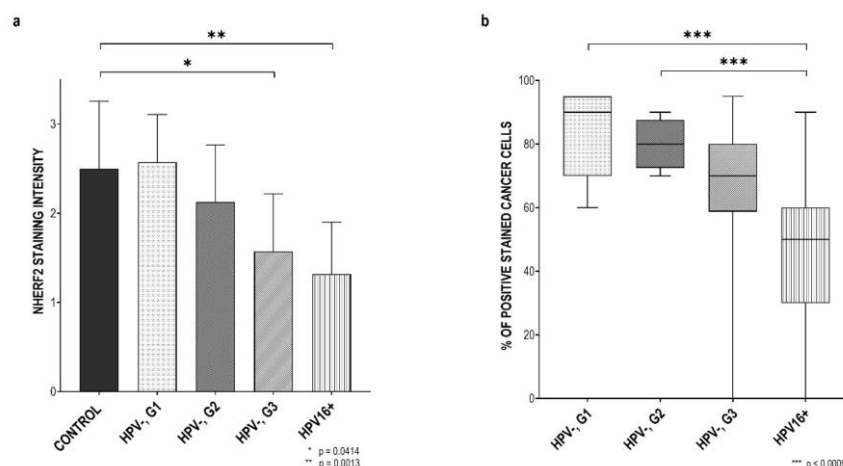 a
**
*
NHERF2 STAINING INTENSITY
3
2
1
0
CONTROL
HPV-, G1
HPV-, G2
HPV-, G3
HPV16+
* p = 0.0414
** p = 0.0013
b
***
***
% OF POSITIVE STAINED CANCER CELLS
100
80
60
40
20
0
HPV-, G1
HPV-, G2
HPV-, G3
HPV16+
*** p ≤